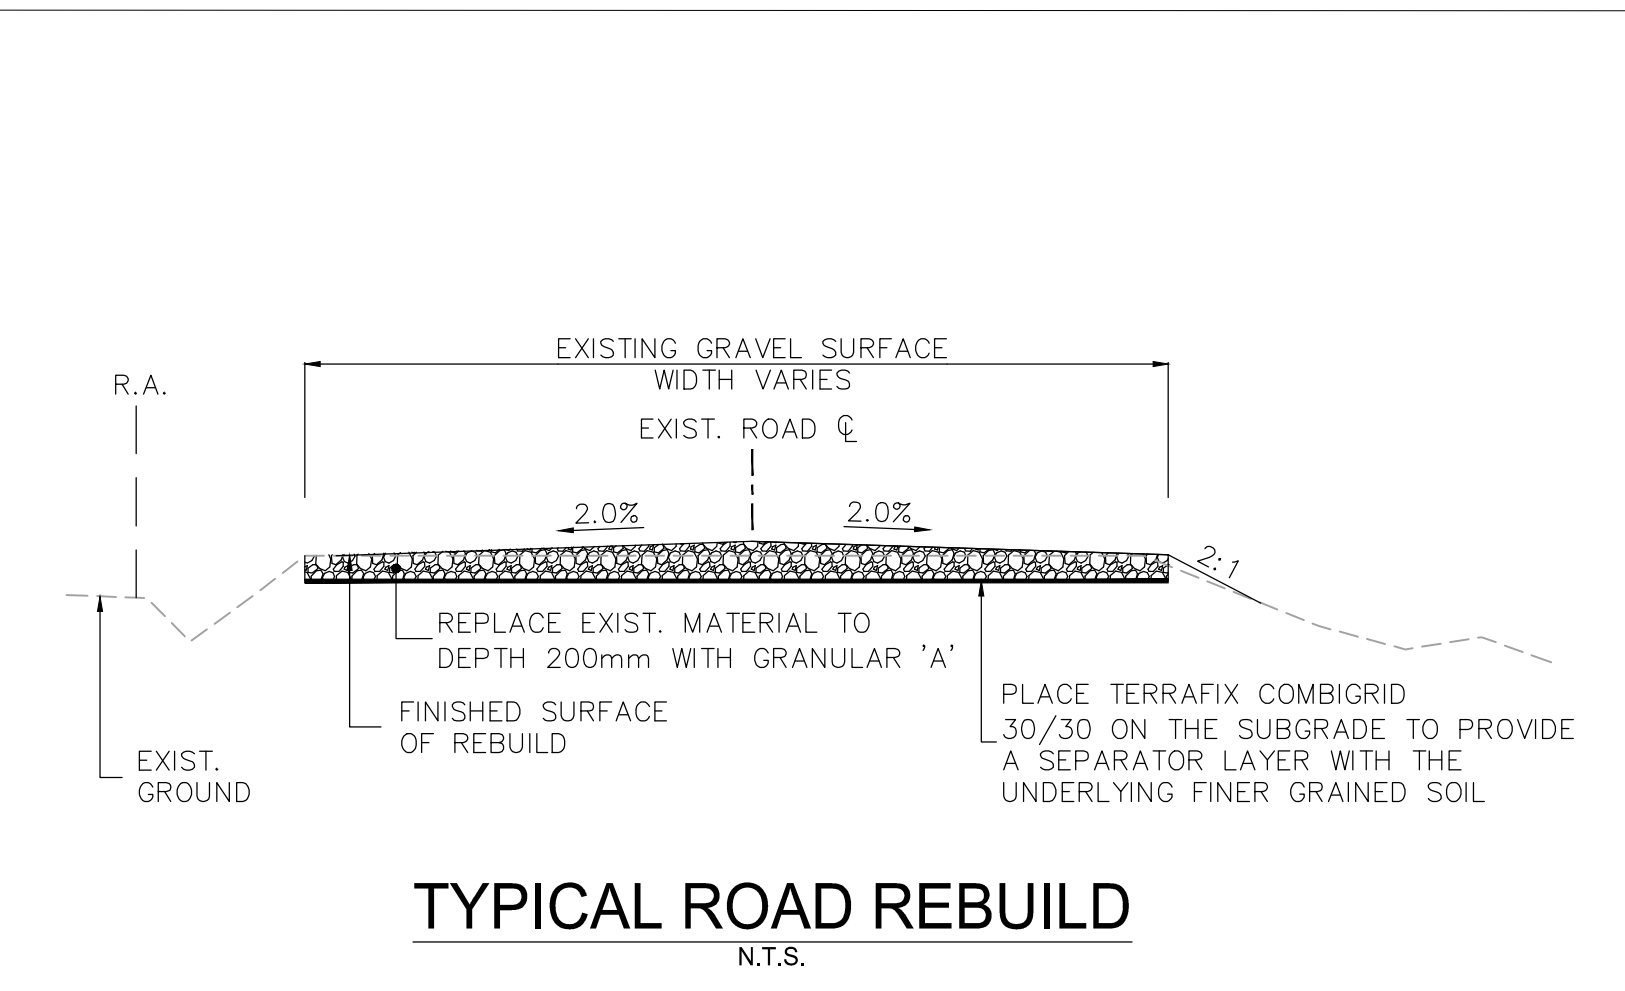 EXISTING GRAVEL SURFACE
WIDTH VARIES
R.A.
EXIST. ROAD ℄
2.0%
2.0%
2:1
REPLACE EXIST. MATERIAL TO
DEPTH 200mm WITH GRANULAR 'A'
FINISHED SURFACE
OF REBUILD
PLACE TERRAFIX COMBIGRID
30/30 ON THE SUBGRADE TO PROVIDE
A SEPARATOR LAYER WITH THE
UNDERLYING FINER GRAINED SOIL
EXIST.
GROUND
TYPICAL ROAD REBUILD
N.T.S.